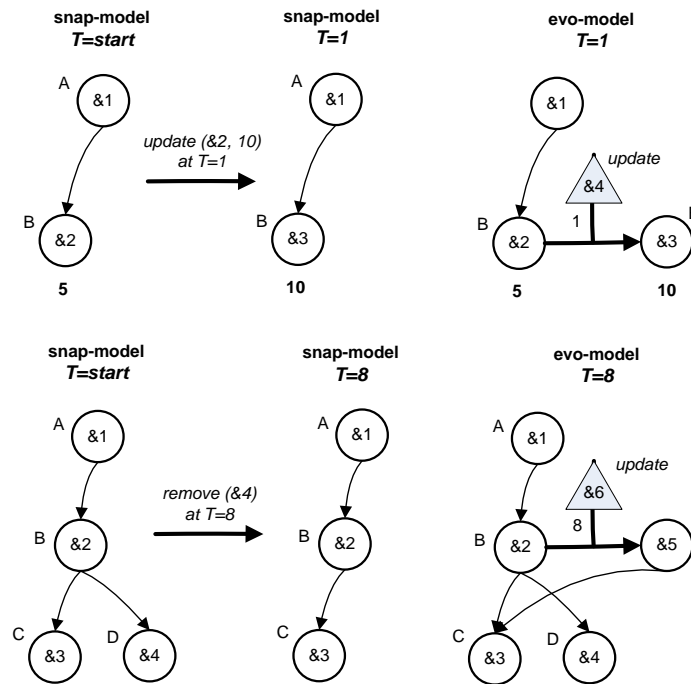 snap-model
T=start
snap-model
T=1
evo-model
T=1
A
&1
A
&1
&1
update (&2, 10)
at T=1
update
&4
B
&2
B
&3
B
&2
1
&3
5
10
5
10
snap-model
T=start
snap-model
T=8
evo-model
T=8
A
&1
A
&1
A
&1
remove (&4)
at T=8
update
&6
B
&2
B
&2
B
&2
8
&5
C
&3
D
&4
C
&3
C
&3
D
&4